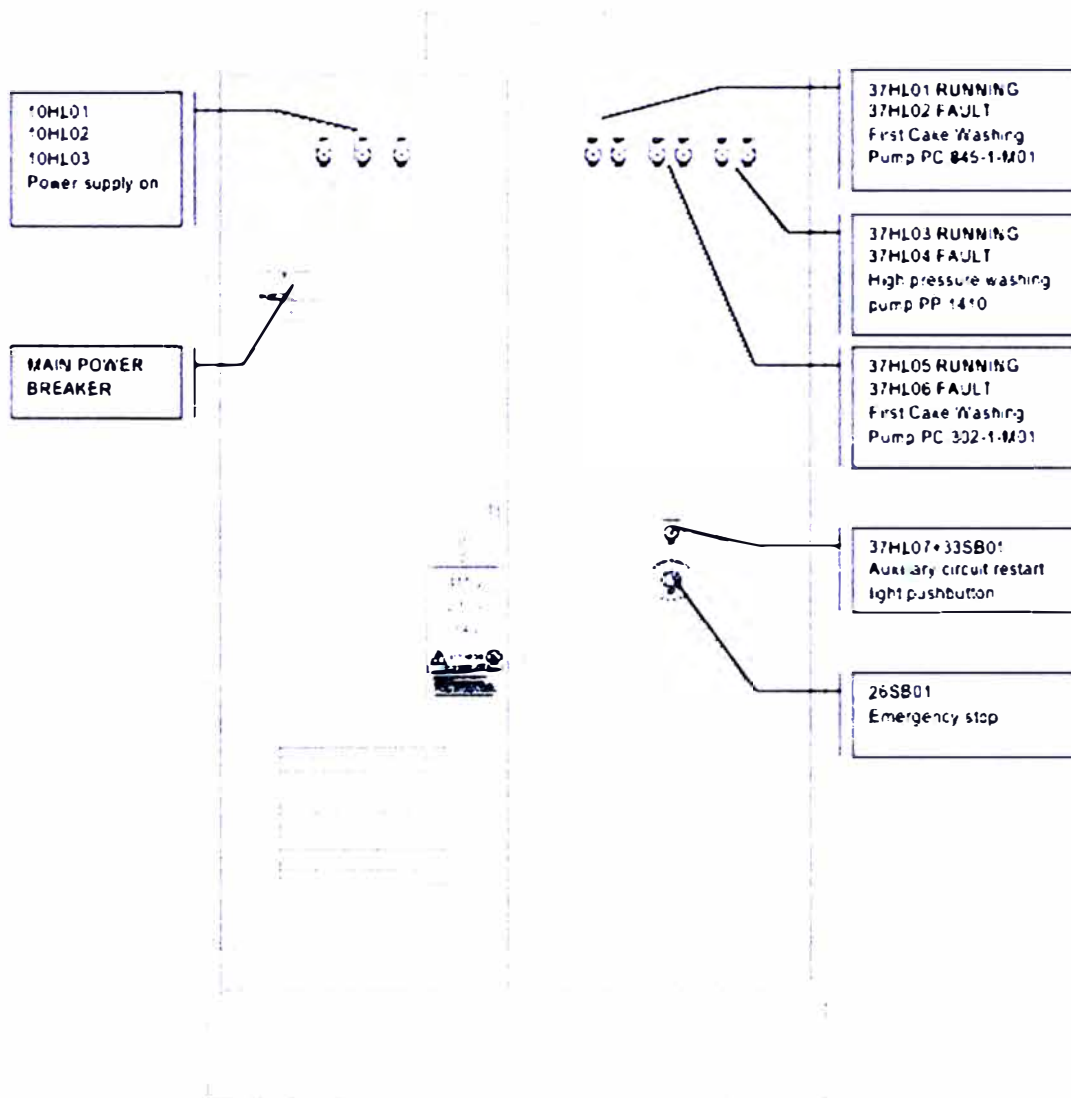 10HL01
10HL02
10HL03
Power supply on
MAIN POWER
BREAKER
37HL01 RUNNING
37HL02 FAULT
First Cake Washing
Pump PC 845-1-M01
37HL03 RUNNING
37HL04 FAULT
High pressure washing
pump PP 1410
37HL05 RUNNING
37HL06 FAULT
First Cake Washing
Pump PC 302-1-M01
37HL07+33SB01
Auxiliary circuit restart
light pushbutton
26SB01
Emergency stop